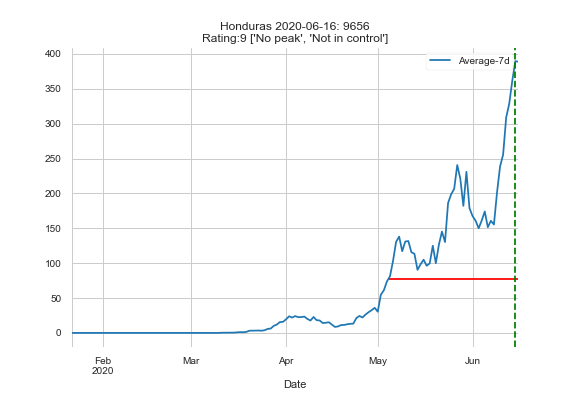 Honduras 2020-06-16: 9656
Rating:9 ['No peak', 'Not in control']
Average-7d
400
350
300
250
200
150
100
50
0
Feb
2020
Mar
Apr
May
Jun
Date